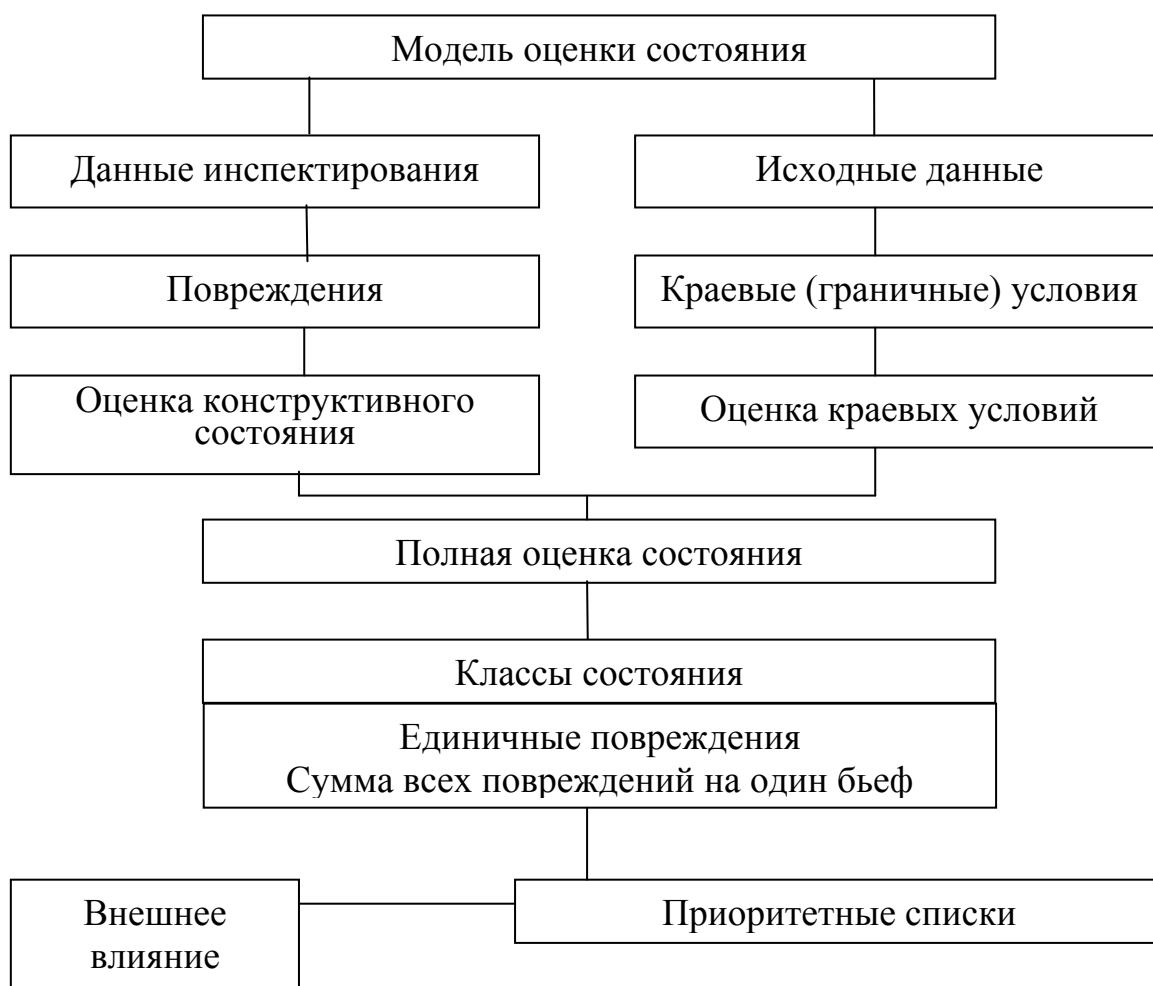 Модель оценки состояния
Данные инспектирования
Исходные данные
Повреждения
Краевые (граничные) условия
Оценка конструктивного
состояния
Оценка краевых условий
Полная оценка состояния
Классы состояния
Единичные повреждения
Сумма всех повреждений на один бьеф
Внешнее
влияние
Приоритетные списки